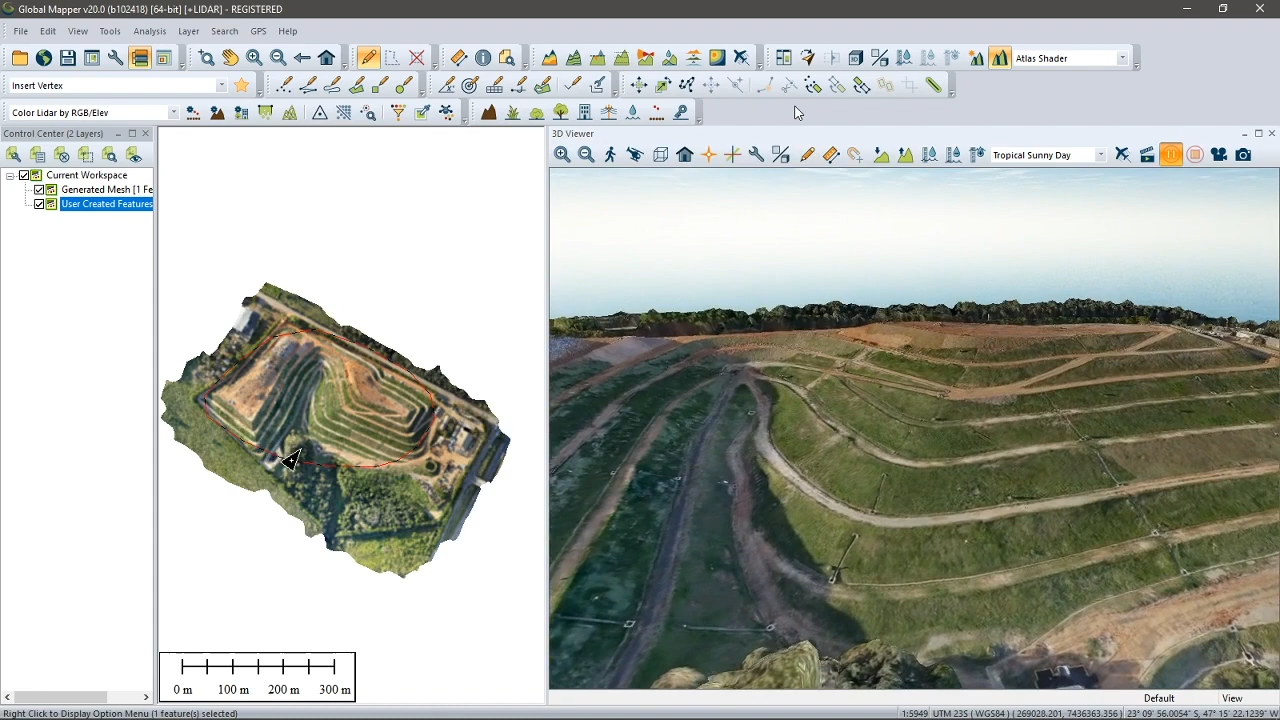 Global Mapper v20.0 (b102418) [64-bit] [+LIDAR] - REGISTERED
File Edit View Tools Analysis Layer Search GPS Help
Atlas Shader
Insert Vertex
Color Lidar by RGB/Elev
Control Center (2 Layers)
3D Viewer
Tropical Sunny Day
Current Workspace
Generated Mesh [1 Fe
User Created Features
0 m 100 m 200 m 300 m
Default View
Right Click to Display Option Menu (1 feature(s) selected)
1:5949 UTM 23S ( WGS84 ) ( 269028.201, 7436363.356 ) 23° 09' 56.0054" S, 47° 15' 22.1239" W